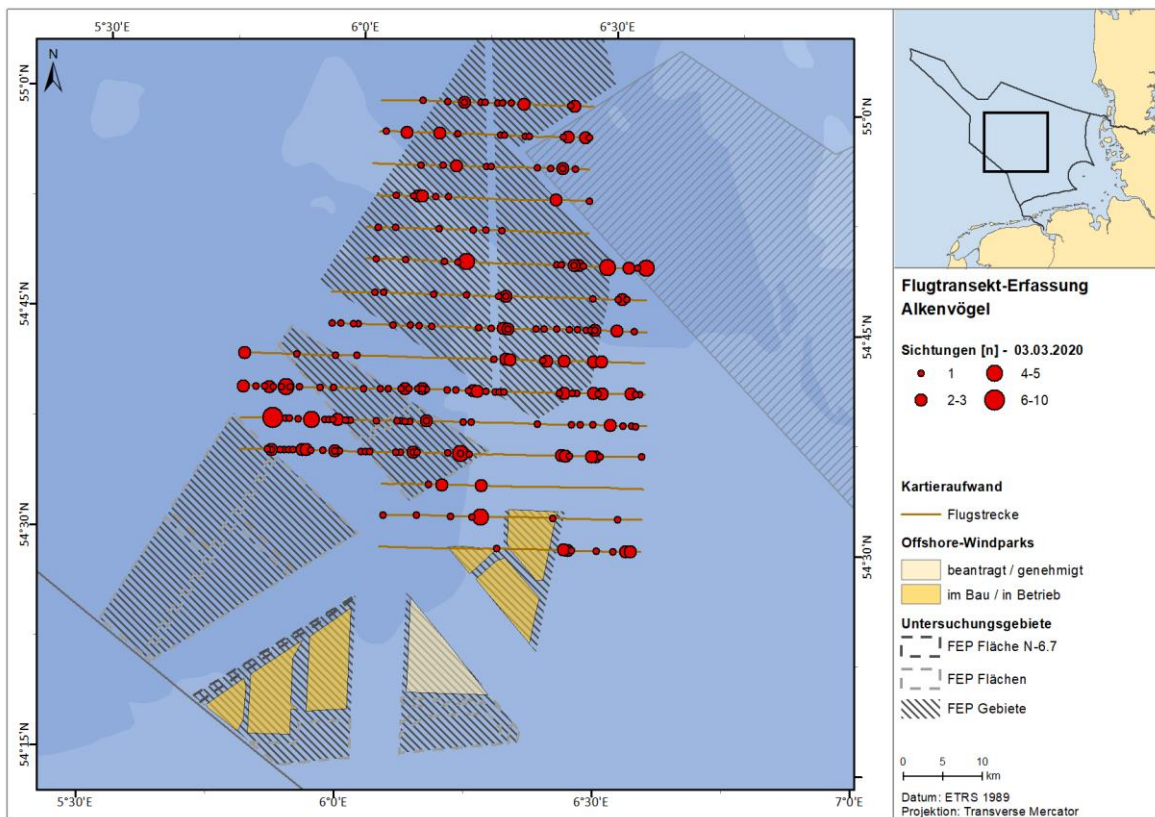 5°30'E
6°0'E
6°30'E
N
55°0'N
54°45'N
54°30'N
54°15'N
55°0'N
54°45'N
54°30'N
5°30'E
6°0'E
6°30'E
7°0'E
Flugtransekt-Erfassung
Alkenvögel
Sichtungen [n] - 03.03.2020
1 4-5
2-3 6-10
Kartieraufwand
Flugstrecke
Offshore-Windparks
beantragt / genehmigt
im Bau / in Betrieb
Untersuchungsgebiete
FEP Fläche N-6.7
FEP Flächen
FEP Gebiete
0 5 10
km
Datum: ETRS 1989
Projektion: Transverse Mercator